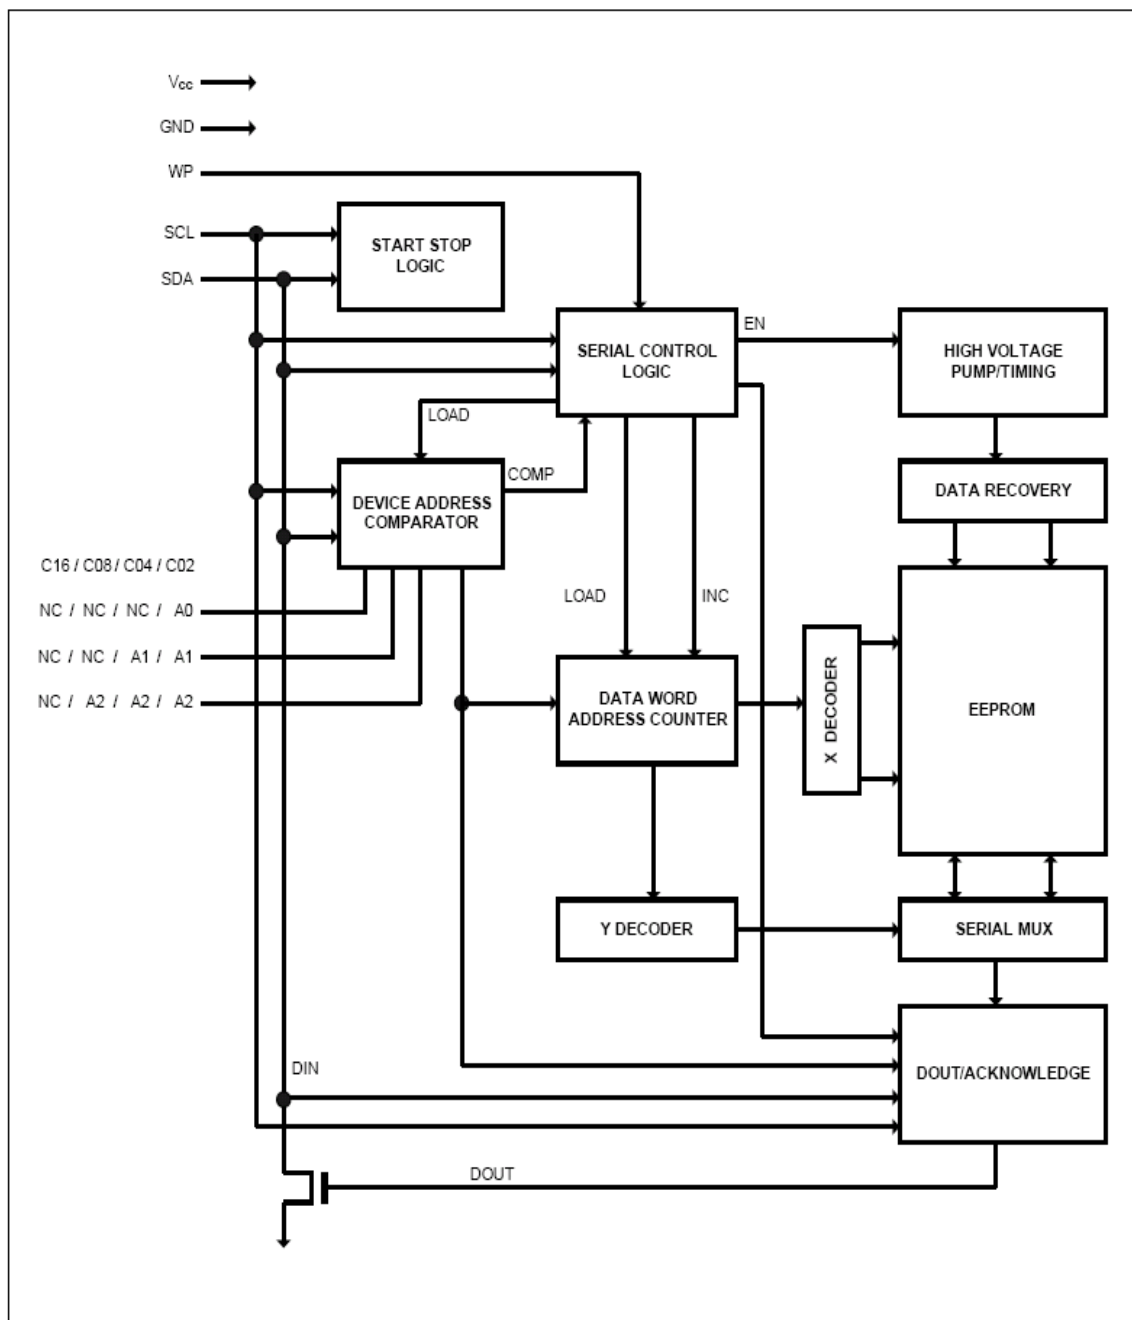 Vcc
GND
WP
SCL
SDA
START STOP
LOGIC
SERIAL CONTROL
LOGIC
EN
HIGH VOLTAGE
PUMP/TIMING
LOAD
COMP
DEVICE ADDRESS
COMPARATOR
DATA RECOVERY
C16 / C08 / C04 / C02
NC / NC / NC / A0
NC / NC / A1 / A1
NC / A2 / A2 / A2
LOAD
INC
DATA WORD
ADDRESS COUNTER
X DECODER
EEPROM
Y DECODER
SERIAL MUX
DIN
DOUT/ACKNOWLEDGE
DOUT